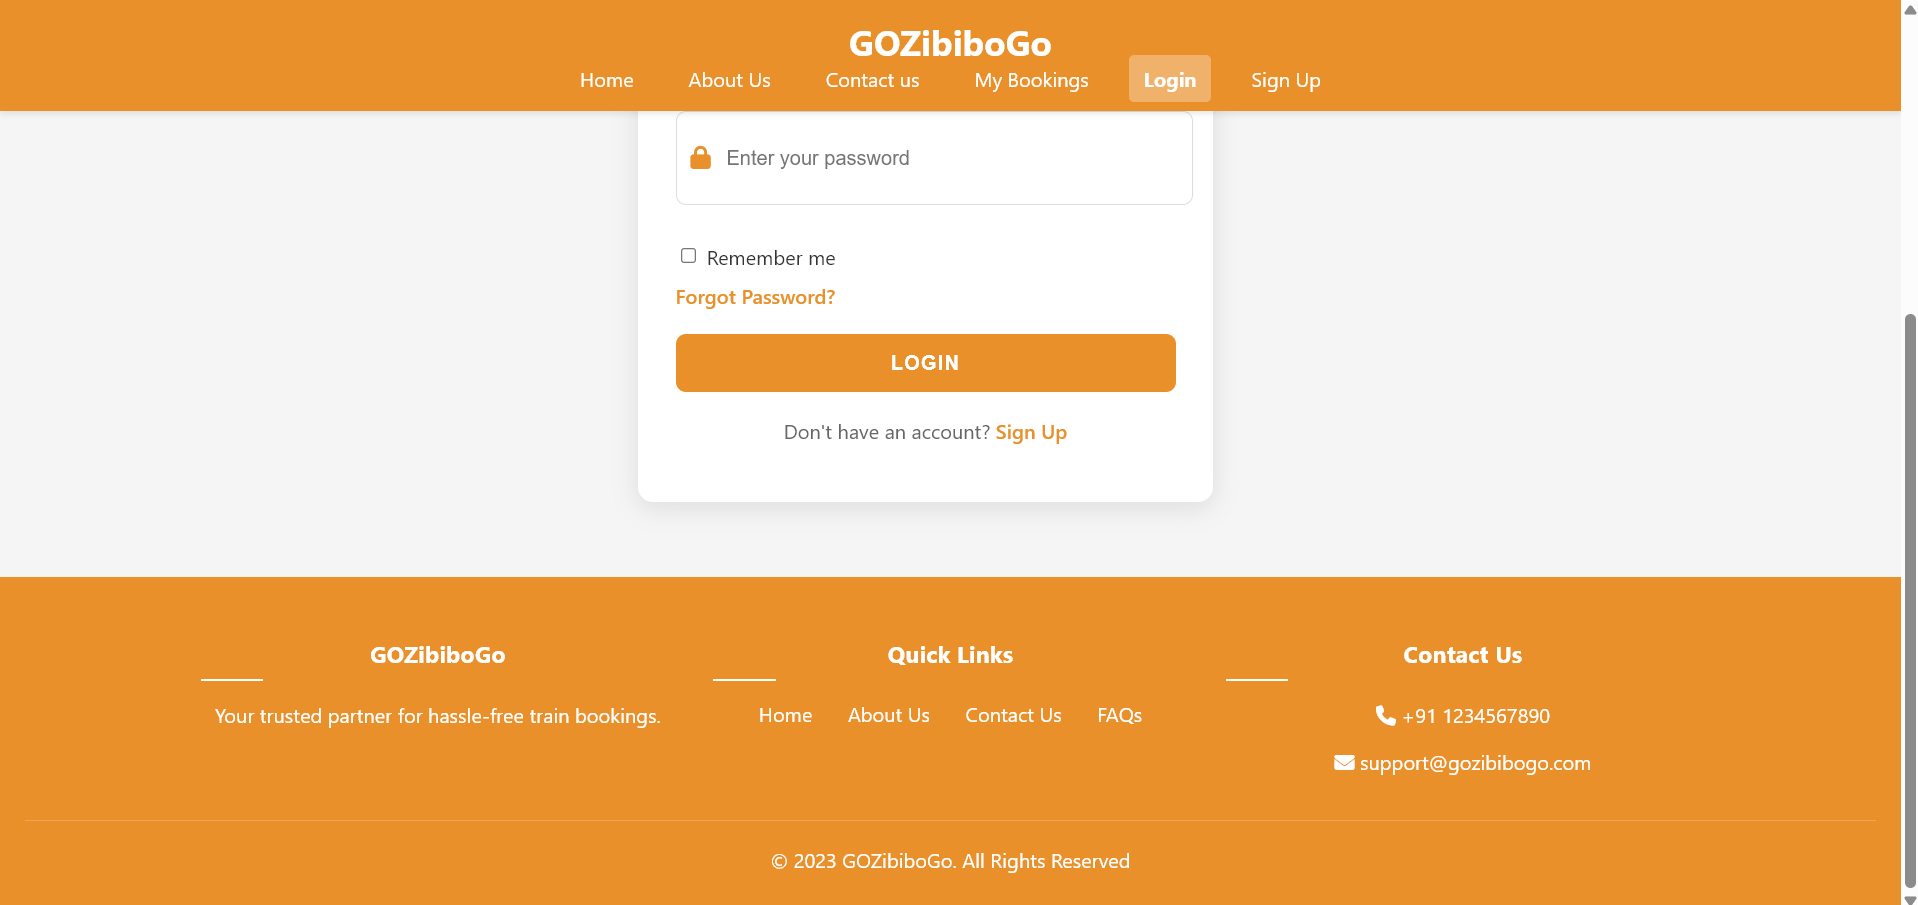 GOZibiboGo
Home About Us Contact us My Bookings Login Sign Up
Enter your password
Remember me
Forgot Password?
LOGIN
Don't have an account? Sign Up
GOZibiboGo
Your trusted partner for hassle-free train bookings.
Quick Links
Home About Us Contact Us FAQs
Contact Us
+91 1234567890
support@gozibibogo.com
© 2023 GOZibiboGo. All Rights Reserved